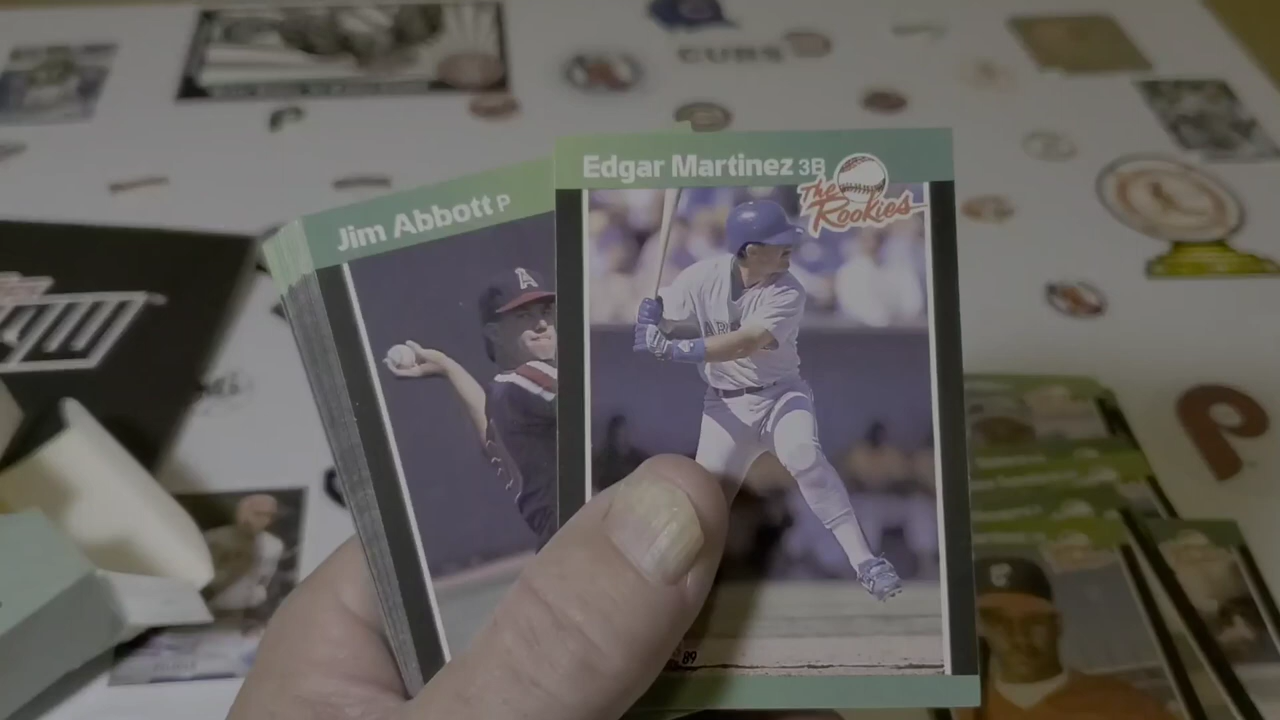 CUBS
Edgar Martinez 3B
The
Rookies
Jim Abbott P
A
P
89